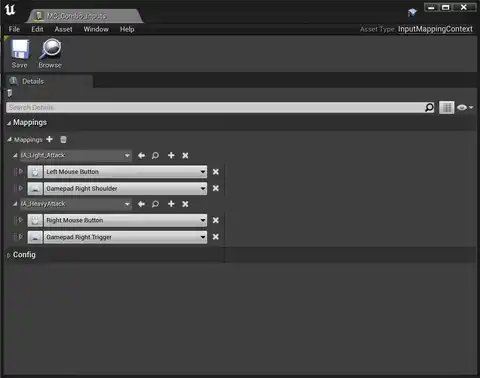 MC_Combo_Inputs
File Edit Asset Window Help
Asset Type: InputMappingContext
Save Browse
Details
Search Details
Mappings
Mappings
IA_Light_Attack
Left Mouse Button
Gamepad Right Shoulder
IA_HeavyAttack
Right Mouse Button
Gamepad Right Trigger
Config